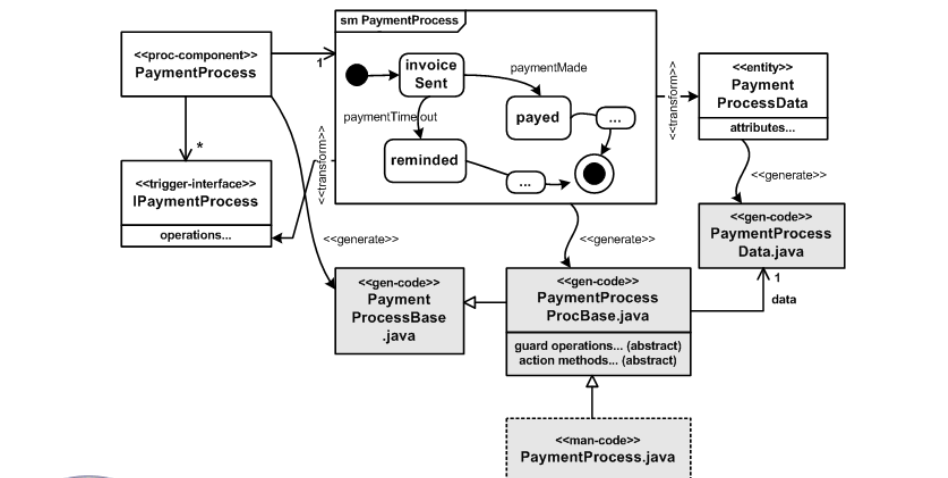 sm PaymentProcess
<<proc-component>>
PaymentProcess
1
invoice
Sent
paymentMade
paymentTimeout
payed
...
reminded
...
<<transform>>
<<entity>>
Payment
ProcessData
attributes...
*
<<transform>>
<<trigger-interface>>
IPaymentProcess
operations...
<<generate>>
<<generate>>
<<generate>>
<<gen-code>>
PaymentProcess
Data.java
<<gen-code>>
Payment
ProcessBase
.java
<<gen-code>>
PaymentProcess
ProcBase.java
guard operations... (abstract)
action methods... (abstract)
1
data
<<man-code>>
PaymentProcess.java